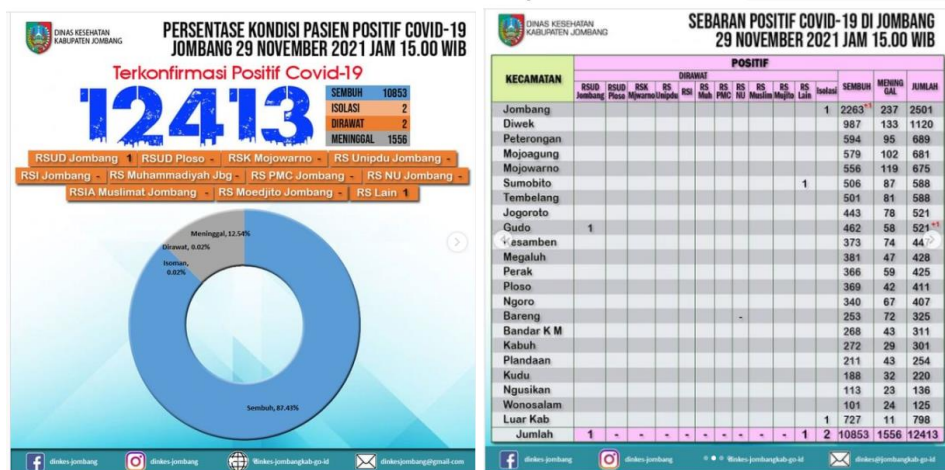 DINAS KESEHATAN
KABUPATEN JOMBANG
PERSENTASE KONDISI PASIEN POSITIF COVID-19
JOMBANG 29 NOVEMBER 2021 JAM 15.00 WIB
Terkonfirmasi Positif Covid-19
12413
SEMBUH 10853
ISOLASI 2
DIRAWAT 2
MENINGGAL 1556
RSUD Jombang 1 RSUD Ploso - RSK Mojowarno - RS Unipdu Jombang -
RSI Jombang - RS Muhammadiyah Jbg - RS PMC Jombang - RS NU Jombang -
RSIA Muslimat Jombang - RS Moedjito Jombang - RS Lain 1
Meninggal, 12.54%
Dirawat, 0.02%
Isoman,
0.02%
Sembuh, 87.43%
dinkes-jombang dinkes-jombang dinkes-jombangkab-go-id dinkesjombang@gmail-com
DINAS KESEHATAN
KABUPATEN JOMBANG
SEBARAN POSITIF COVID-19 DI JOMBANG
29 NOVEMBER 2021 JAM 15.00 WIB
KECAMATAN
POSITIF
DIRAWAT
RSUD Jombang RSUD Ploso RSK Mjwarno RS Unipdu RSI RS Muh RS PMC RS NU RS Muslim RS Mojito RS Lain Isolasi SEMBUH MENINGGAL JUMLAH
Jombang 1 2263*1 237 2501
Diwek 987 133 1120
Peterongan 594 95 689
Mojoagung 579 102 681
Mojowarno 556 119 675
Sumobito 1 506 87 588
Tembelang 501 81 588
Jogoroto 443 78 521
Gudo 1 462 58 521*1
Kesamben 373 74 447
Megaluh 381 47 428
Perak 366 59 425
Ploso 369 42 411
Ngoro 340 67 407
Bareng - 253 72 325
Bandar K M 268 43 311
Kabuh 272 29 301
Plandaan 211 43 254
Kudu 188 32 220
Ngusikan 113 23 136
Wonosalam 101 24 125
Luar Kab 1 727 11 798
Jumlah 1 - - - - - - - - - 1 2 10853 1556 12413
dinkes-jombang dinkes-jombang dinkes-jombangkab-go-id dinkesjombang@gmail-com